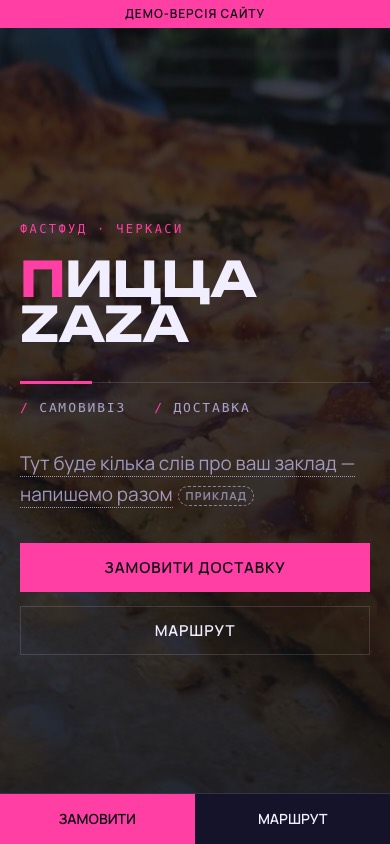 ДЕМО-ВЕРСІЯ САЙТУ
ФАСТФУД · ЧЕРКАСИ
ПИЦЦА
ZAZA
/ САМОВИВІЗ / ДОСТАВКА
Тут буде кілька слів про ваш заклад —
напишемо разом ПРИКЛАД
ЗАМОВИТИ ДОСТАВКУ
МАРШРУТ
ЗАМОВИТИ МАРШРУТ